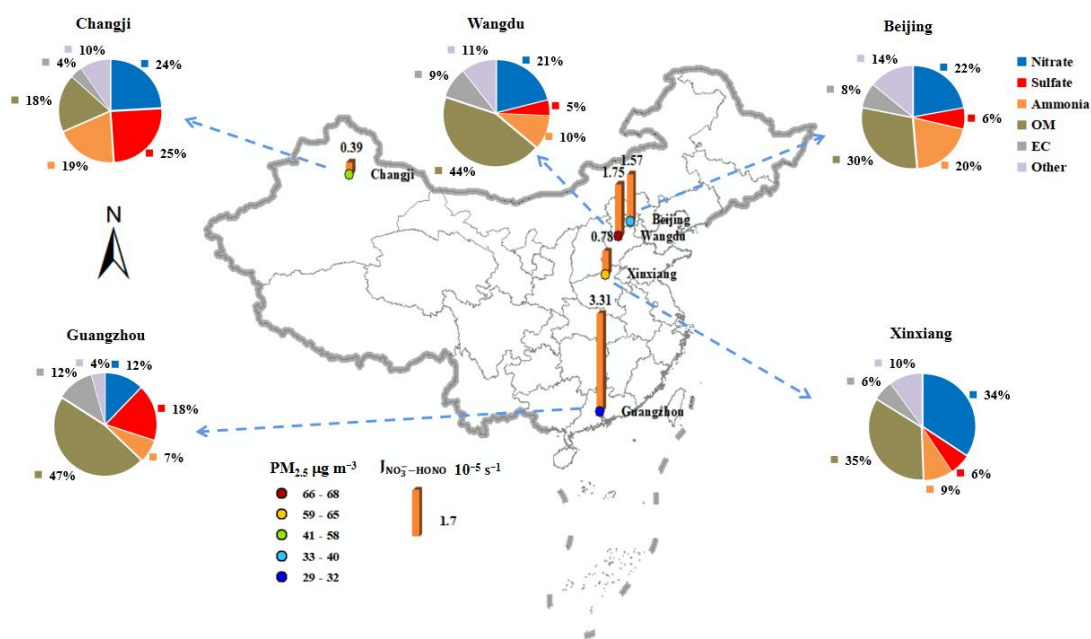 Changji
10%
4%
24%
18%
19%
25%
Wangdu
11%
9%
21%
5%
10%
44%
Beijing
14%
8%
22%
6%
30%
20%
Nitrate
Sulfate
Ammonia
OM
EC
Other
N
0.39
Changji
1.57
1.75
Beijing
Wangdu
0.78
Xinxiang
3.31
Guangzhou
Guangzhou
4%
12%
12%
18%
7%
47%
Xinxiang
10%
6%
34%
35%
6%
9%
PM2.5 μg m⁻³
66 - 68
59 - 65
41 - 58
33 - 40
29 - 32
J NO₃⁻−HONO 10⁻⁵ s⁻¹
1.7